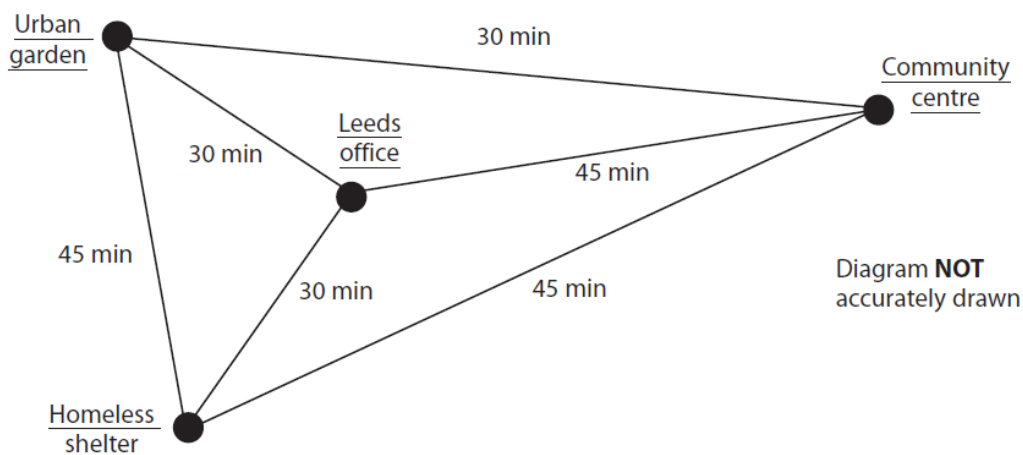 Urban
garden
30 min
Community
centre
Leeds
office
30 min
45 min
45 min
30 min
45 min
Diagram NOT
accurately drawn
Homeless
shelter